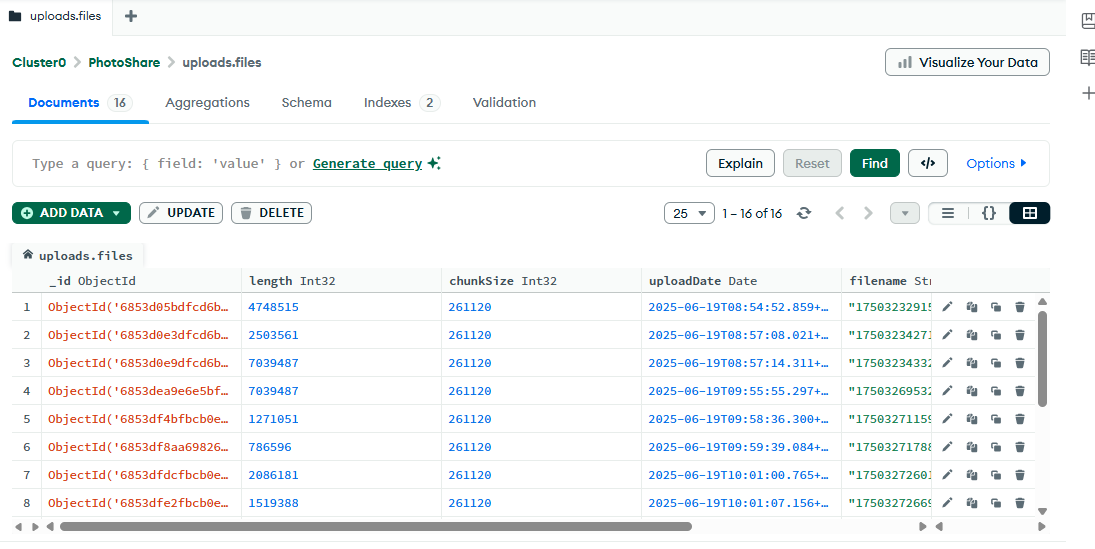 uploads.files
Cluster0 > PhotoShare > uploads.files
Visualize Your Data
Documents 16 Aggregations Schema Indexes 2 Validation
Type a query: { field: 'value' } or Generate query
Explain Reset Find </> Options
ADD DATA UPDATE DELETE
25 1 – 16 of 16 {}
uploads.files
_id ObjectId length Int32 chunkSize Int32 uploadDate Date filename Str
1 ObjectId('6853d05bdfcd6b… 4748515 261120 2025-06-19T08:54:52.859+… "17503232915
2 ObjectId('6853d0e3dfcd6b… 2503561 261120 2025-06-19T08:57:08.021+… "17503234271
3 ObjectId('6853d0e9dfcd6b… 7039487 261120 2025-06-19T08:57:14.311+… "17503234332
4 ObjectId('6853dea9e6e5bf… 7039487 261120 2025-06-19T09:55:55.297+… "17503269532
5 ObjectId('6853df4bfbcb0e… 1271051 261120 2025-06-19T09:58:36.300+… "17503271159
6 ObjectId('6853df8aa69826… 786596 261120 2025-06-19T09:59:39.084+… "17503271788
7 ObjectId('6853dfdcfbcb0e… 2086181 261120 2025-06-19T10:01:00.765+… "17503272601
8 ObjectId('6853dfe2fbcb0e… 1519388 261120 2025-06-19T10:01:07.156+… "17503272669